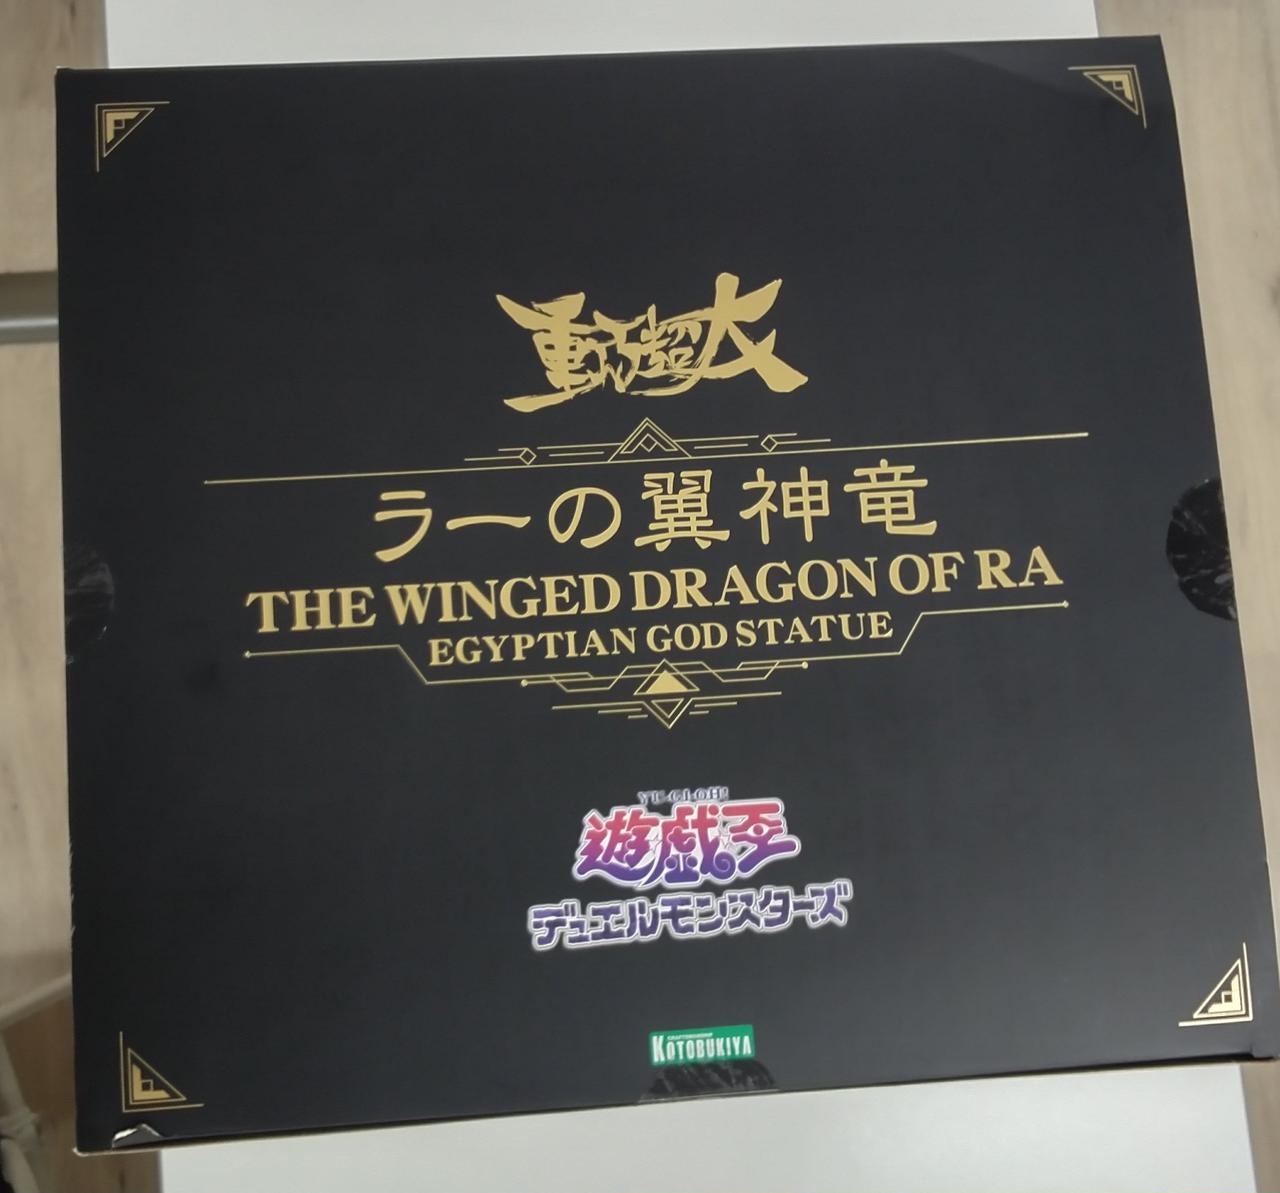 ラーの翼神竜
THE WINGED DRAGON OF RA
EGYPTIAN GOD STATUE
YU-GI-OH!
遊戯王
デュエルモンスターズ
KOTOBUKIYA